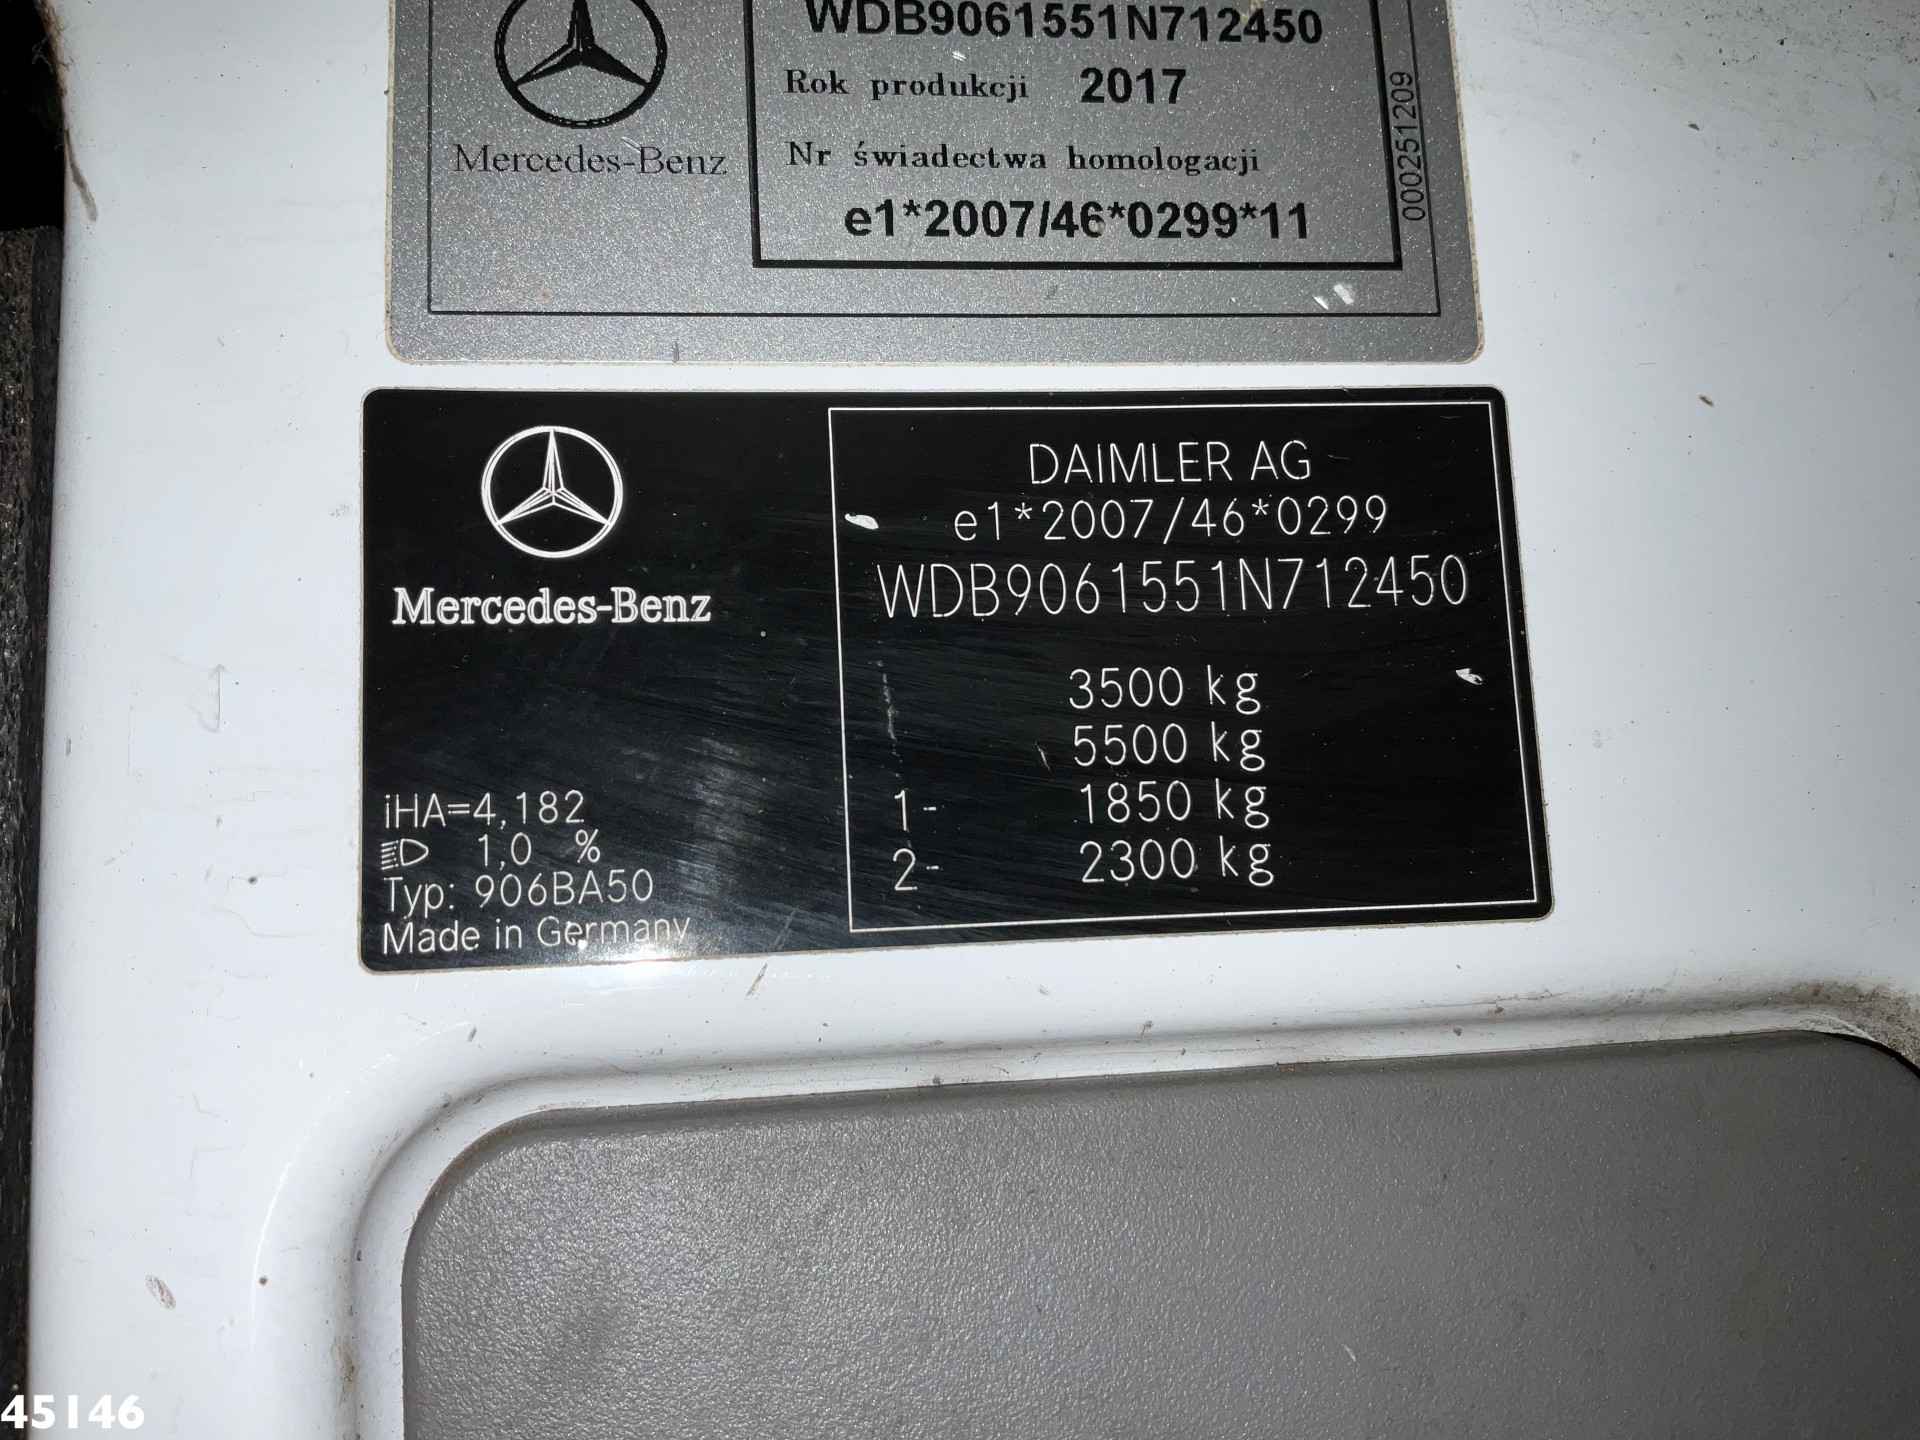 WDB9061551N712450
Rok produkcji 2017
Nr świadectwa homologacji
e1*2007/46*0299*11
Mercedes-Benz
000251209
DAIMLER AG
e1*2007/46*0299
WDB9061551N712450
3500 kg
5500 kg
1- 1850 kg
2- 2300 kg
Mercedes-Benz
iHA=4,182
1,0 %
Typ: 906BA50
Made in Germany
45146